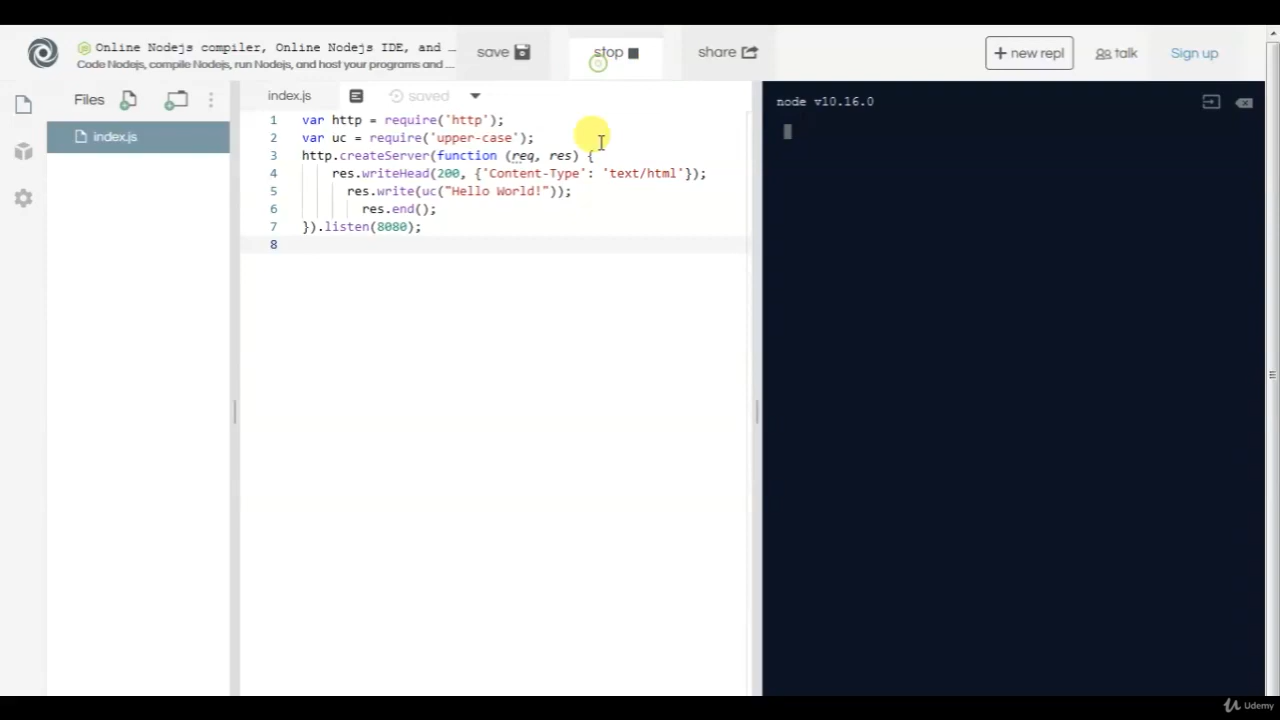 Online Nodejs compiler, Online Nodejs IDE, and ...
Code Nodejs, compile Nodejs, run Nodejs, and host your programs and ...
save
stop
share
+ new repl
talk
Sign up
Files
index.js
index.js
saved
1 var http = require('http');
2 var uc = require('upper-case');
3 http.createServer(function (req, res) {
4     res.writeHead(200, {'Content-Type': 'text/html'});
5       res.write(uc("Hello World!"));
6         res.end();
7 }).listen(8080);
8
node v10.16.0
Udemy